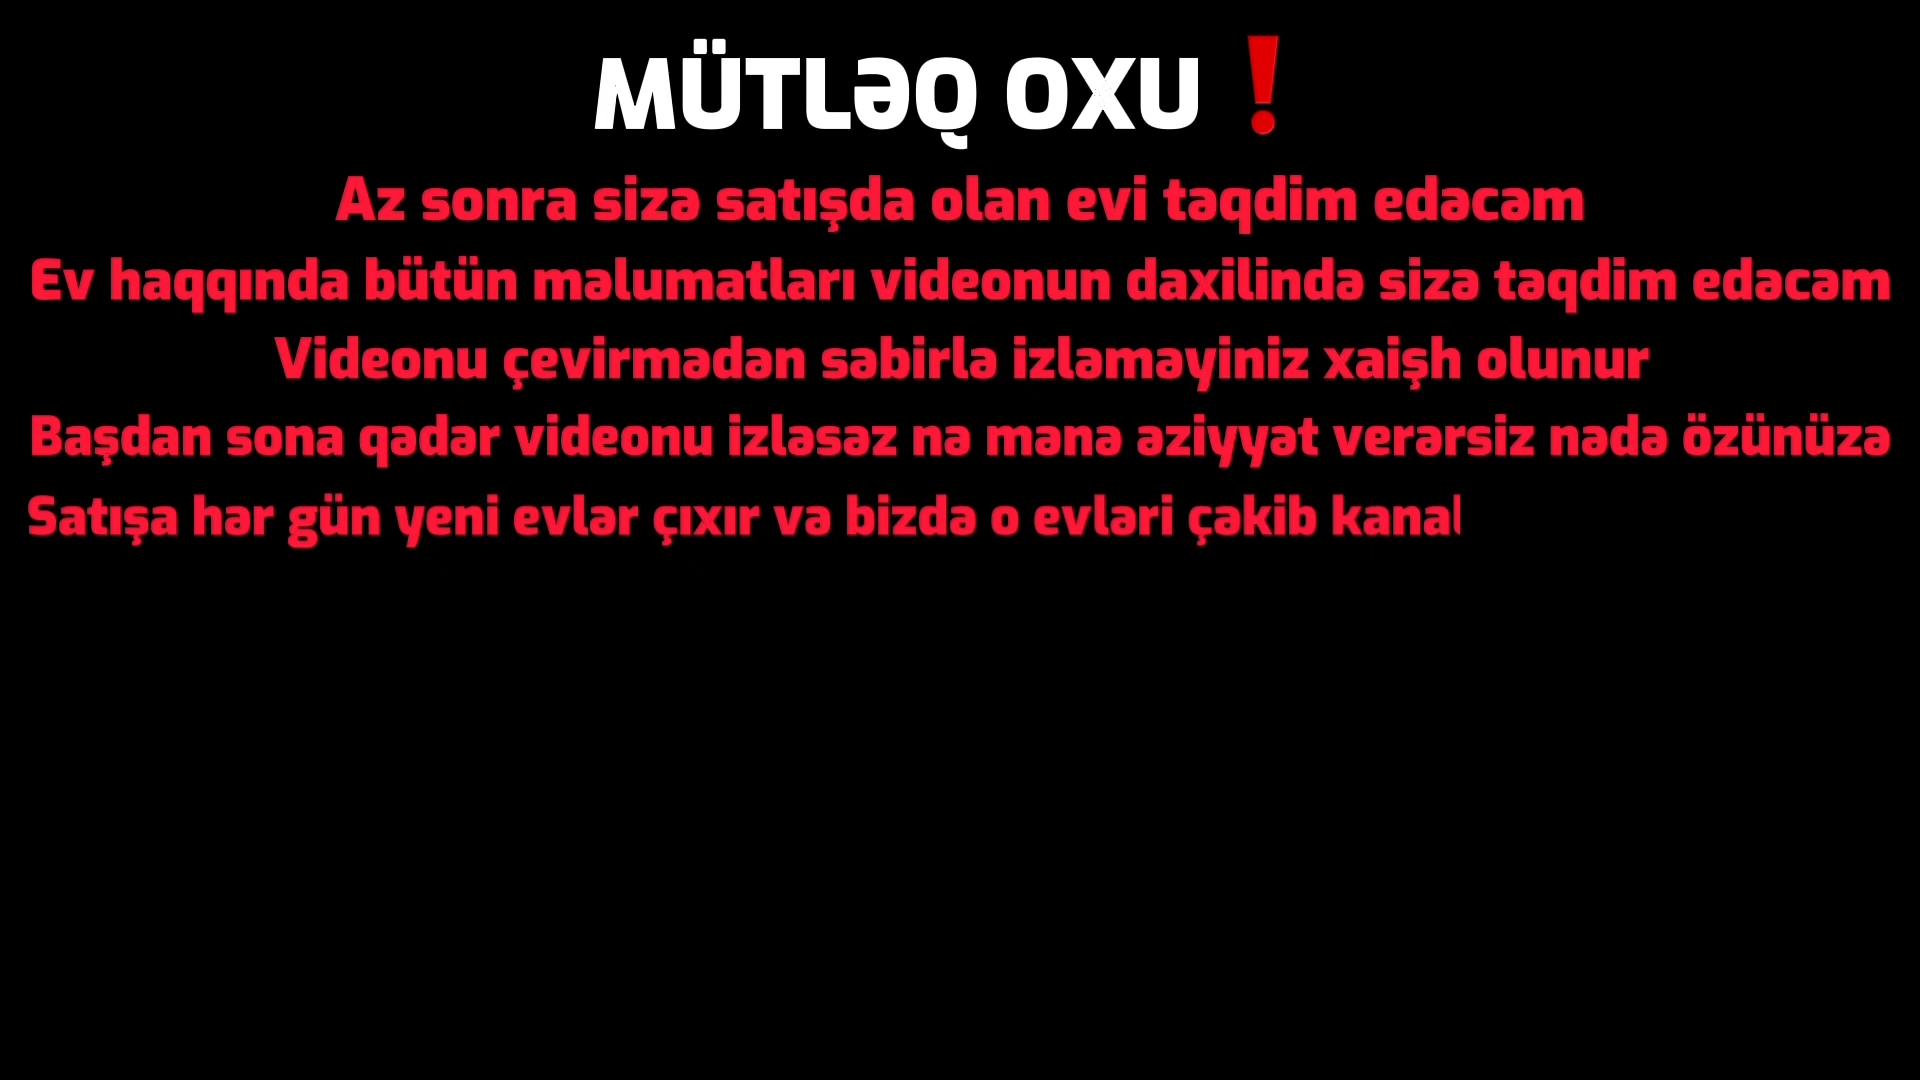 MÜTLƏQ OXU❗
Az sonra sizə satışda olan evi təqdim edəcəm
Ev haqqında bütün məlumatları videonun daxilində sizə təqdim edəcəm
Videonu çevirmədən səbirlə izləməyiniz xaişh olunur
Başdan sona qədər videonu izləsəz nə mənə əziyyət verərsiz nədə özünüzə
Satışa hər gün yeni evlər çıxır və bizdə o evləri çəkib kanal